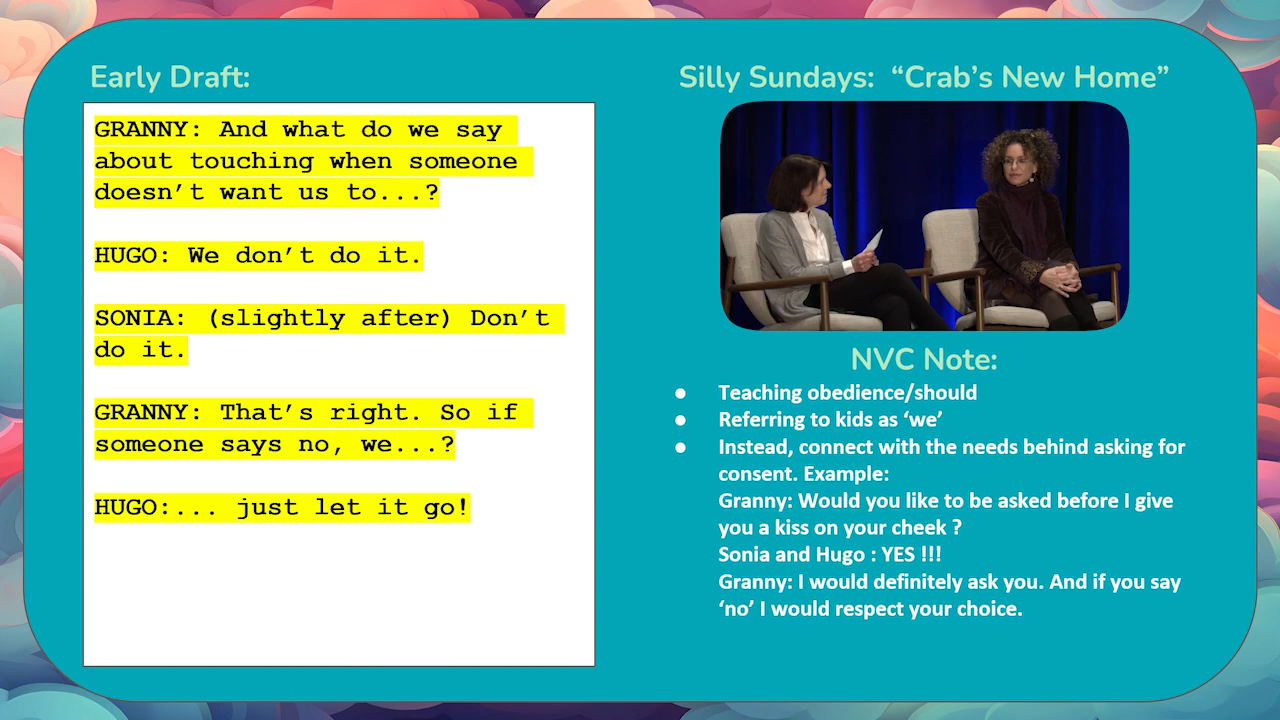 Early Draft:
GRANNY: And what do we say
about touching when someone
doesn’t want us to...?
HUGO: We don’t do it.
SONIA: (slightly after) Don’t
do it.
GRANNY: That’s right. So if
someone says no, we...?
HUGO:... just let it go!
Silly Sundays: “Crab’s New Home”
NVC Note:
● Teaching obedience/should
● Referring to kids as ‘we’
● Instead, connect with the needs behind asking for
consent. Example:
Granny: Would you like to be asked before I give
you a kiss on your cheek ?
Sonia and Hugo : YES !!!
Granny: I would definitely ask you. And if you say
‘no’ I would respect your choice.